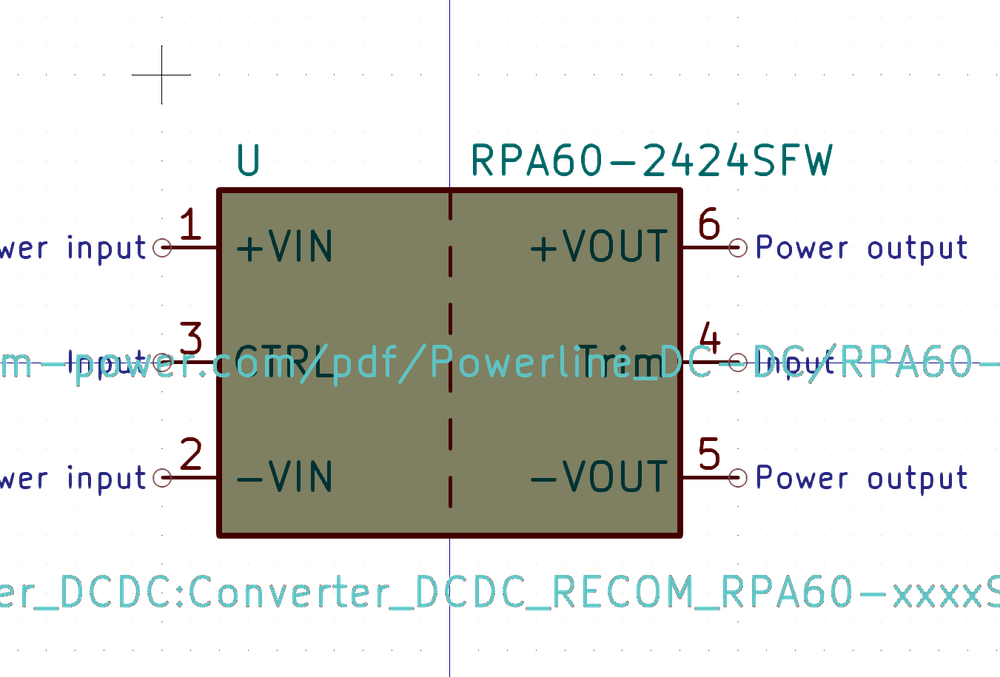 U RPA60-2424SFW
1 6
wer input +VIN +VOUT Power output
3 4
Input CTRL Trim Input
m-power.com/pdf/Powerline_DC-DC/RPA60-
2 5
wer input -VIN -VOUT Power output
er_DCDC:Converter_DCDC_RECOM_RPA60-xxxxS